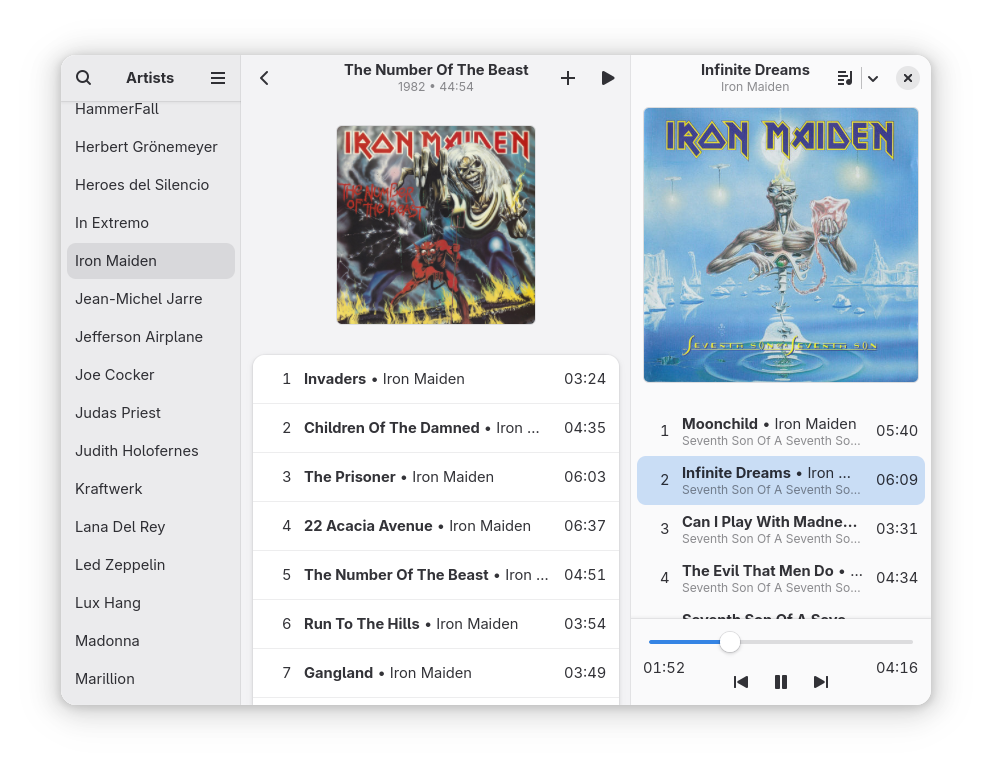 Artists
HammerFall
Herbert Grönemeyer
Heroes del Silencio
In Extremo
Iron Maiden
Jean-Michel Jarre
Jefferson Airplane
Joe Cocker
Judas Priest
Judith Holofernes
Kraftwerk
Lana Del Rey
Led Zeppelin
Lux Hang
Madonna
Marillion
The Number Of The Beast
1982 • 44:54
IRON MAIDEN
The Number
of the Beast
1 Invaders • Iron Maiden 03:24
2 Children Of The Damned • Iron ... 04:35
3 The Prisoner • Iron Maiden 06:03
4 22 Acacia Avenue • Iron Maiden 06:37
5 The Number Of The Beast • Iron ... 04:51
6 Run To The Hills • Iron Maiden 03:54
7 Gangland • Iron Maiden 03:49
Infinite Dreams
Iron Maiden
IRON MAIDEN
Seventh Son of a Seventh Son
1 Moonchild • Iron Maiden 05:40
Seventh Son Of A Seventh So...
2 Infinite Dreams • Iron ... 06:09
Seventh Son Of A Seventh So...
3 Can I Play With Madne... 03:31
Seventh Son Of A Seventh So...
4 The Evil That Men Do • ... 04:34
Seventh Son Of A Seventh So...
Seventh Son Of A Seve...
01:52 04:16